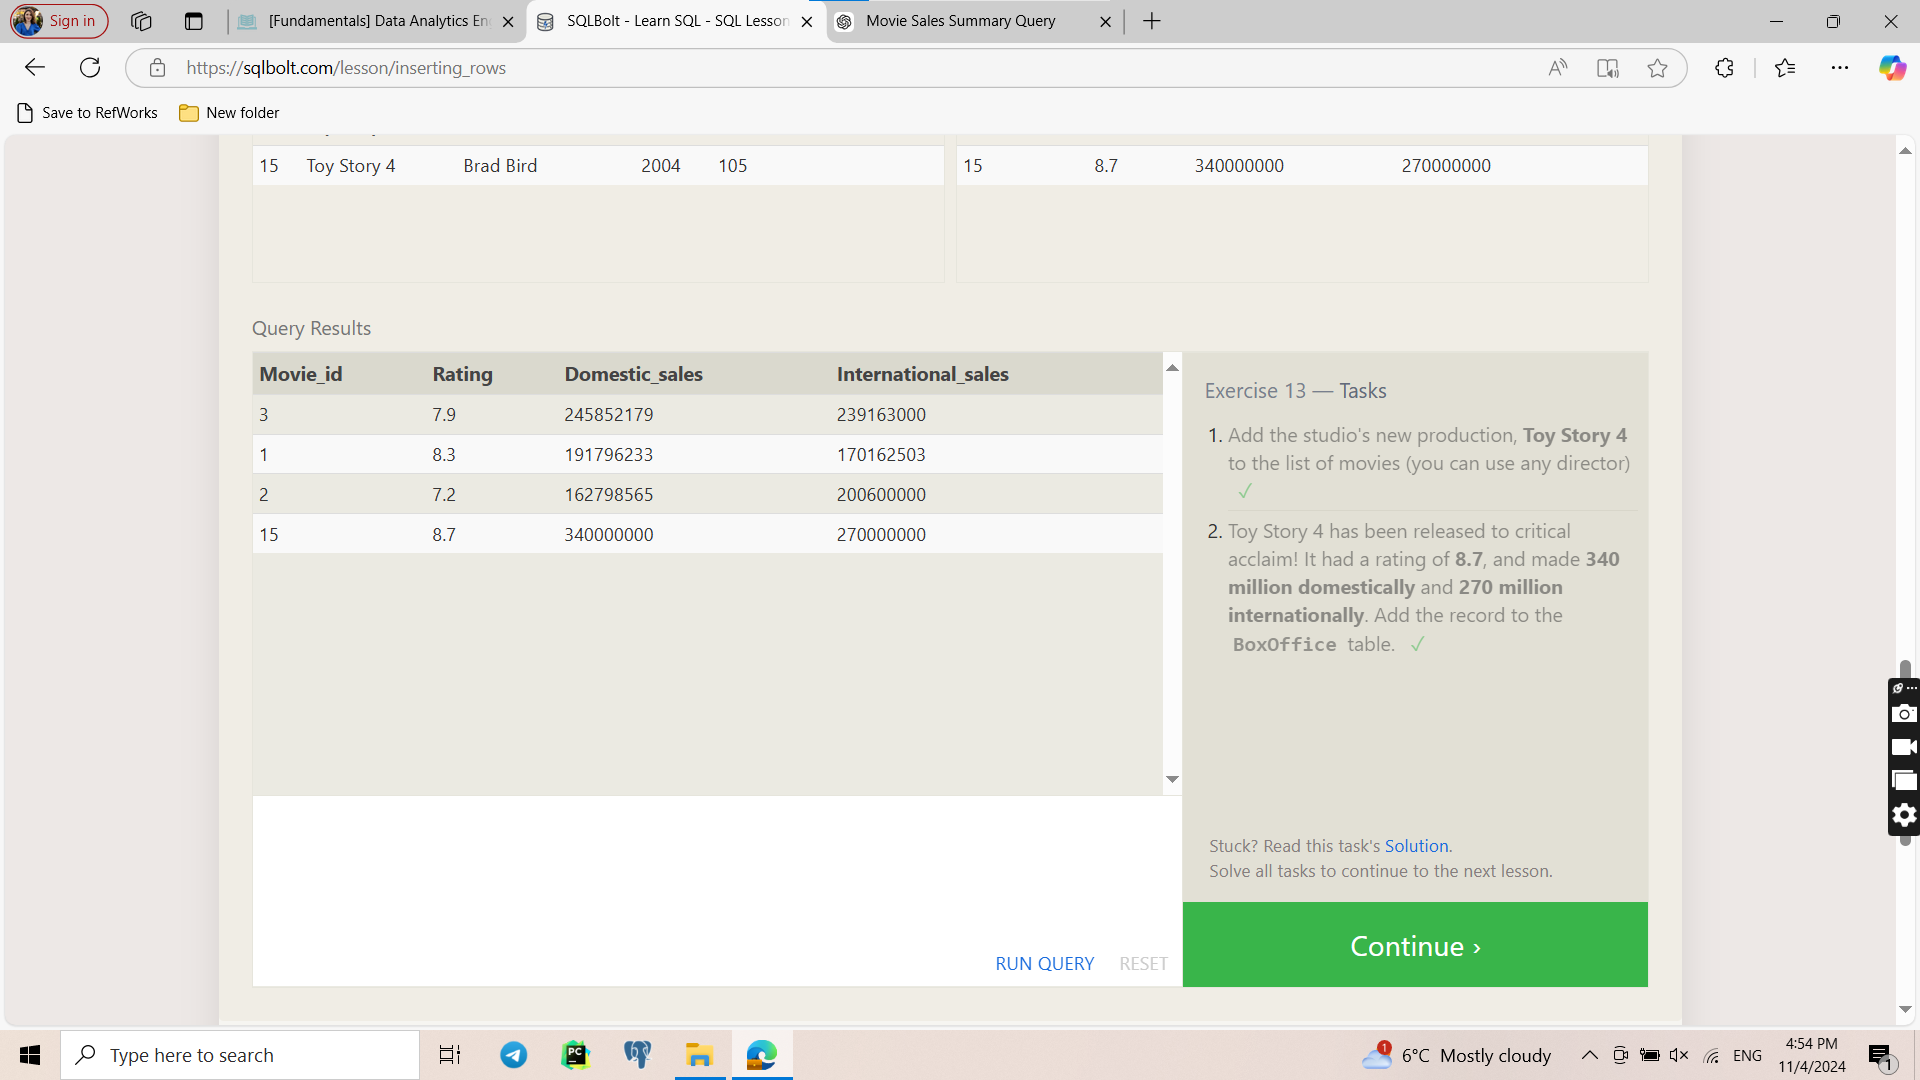 Sign in
[Fundamentals] Data Analytics En
SQLBolt - Learn SQL - SQL Lesson
Movie Sales Summary Query
https://sqlbolt.com/lesson/inserting_rows
Save to RefWorks
New folder
15 Toy Story 4 Brad Bird 2004 105
15 8.7 340000000 270000000
Query Results
Movie_id Rating Domestic_sales International_sales
3 7.9 245852179 239163000
1 8.3 191796233 170162503
2 7.2 162798565 200600000
15 8.7 340000000 270000000
Exercise 13 — Tasks
1. Add the studio's new production, Toy Story 4
to the list of movies (you can use any director)
✓
2. Toy Story 4 has been released to critical
acclaim! It had a rating of 8.7, and made 340
million domestically and 270 million
internationally. Add the record to the
BoxOffice table. ✓
Stuck? Read this task's Solution.
Solve all tasks to continue to the next lesson.
RUN QUERY RESET
Continue ›
Type here to search
PC
1
6°C Mostly cloudy
ENG
4:54 PM
11/4/2024
1